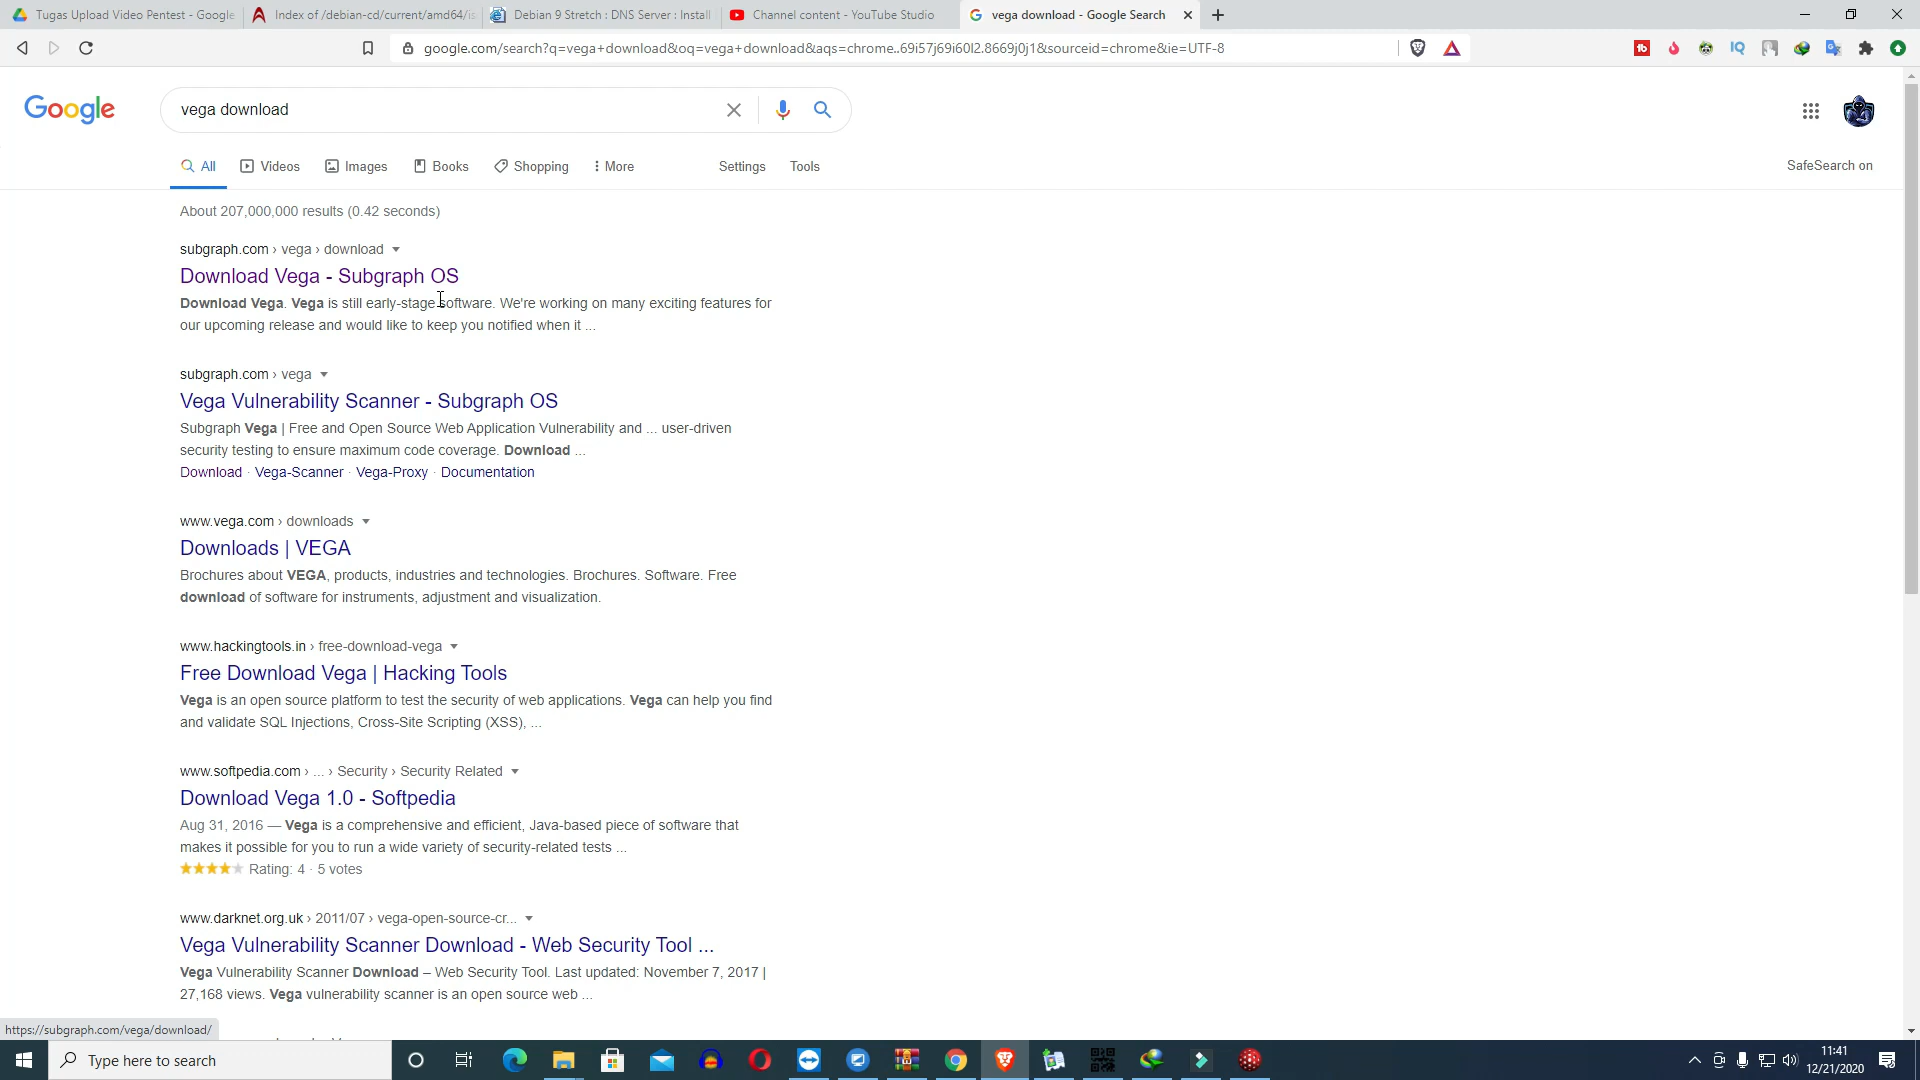 Tugas Upload Video Pentest - Google
Index of /debian-cd/current/amd64/is
Debian 9 Stretch : DNS Server : Install
Channel content - YouTube Studio
vega download - Google Search
google.com/search?q=vega+download&oq=vega+download&aqs=chrome..69i57j69i60l2.8669j0j1&sourceid=chrome&ie=UTF-8
Google
vega download
All
Videos
Images
Books
Shopping
More
Settings
Tools
SafeSearch on
About 207,000,000 results (0.42 seconds)
subgraph.com › vega › download
Download Vega - Subgraph OS
Download Vega. Vega is still early-stage software. We're working on many exciting features for
our upcoming release and would like to keep you notified when it ...
subgraph.com › vega
Vega Vulnerability Scanner - Subgraph OS
Subgraph Vega | Free and Open Source Web Application Vulnerability and ... user-driven
security testing to ensure maximum code coverage. Download ...
Download · Vega-Scanner · Vega-Proxy · Documentation
www.vega.com › downloads
Downloads | VEGA
Brochures about VEGA, products, industries and technologies. Brochures. Software. Free
download of software for instruments, adjustment and visualization.
www.hackingtools.in › free-download-vega
Free Download Vega | Hacking Tools
Vega is an open source platform to test the security of web applications. Vega can help you find
and validate SQL Injections, Cross-Site Scripting (XSS), ...
www.softpedia.com › ... › Security › Security Related
Download Vega 1.0 - Softpedia
Aug 31, 2016 — Vega is a comprehensive and efficient, Java-based piece of software that
makes it possible for you to run a wide variety of security-related tests ...
Rating: 4 · 5 votes
www.darknet.org.uk › 2011/07 › vega-open-source-cr...
Vega Vulnerability Scanner Download - Web Security Tool ...
Vega Vulnerability Scanner Download – Web Security Tool. Last updated: November 7, 2017 |
27,168 views. Vega vulnerability scanner is an open source web ...
https://subgraph.com/vega/download/
Type here to search
11:41
12/21/2020